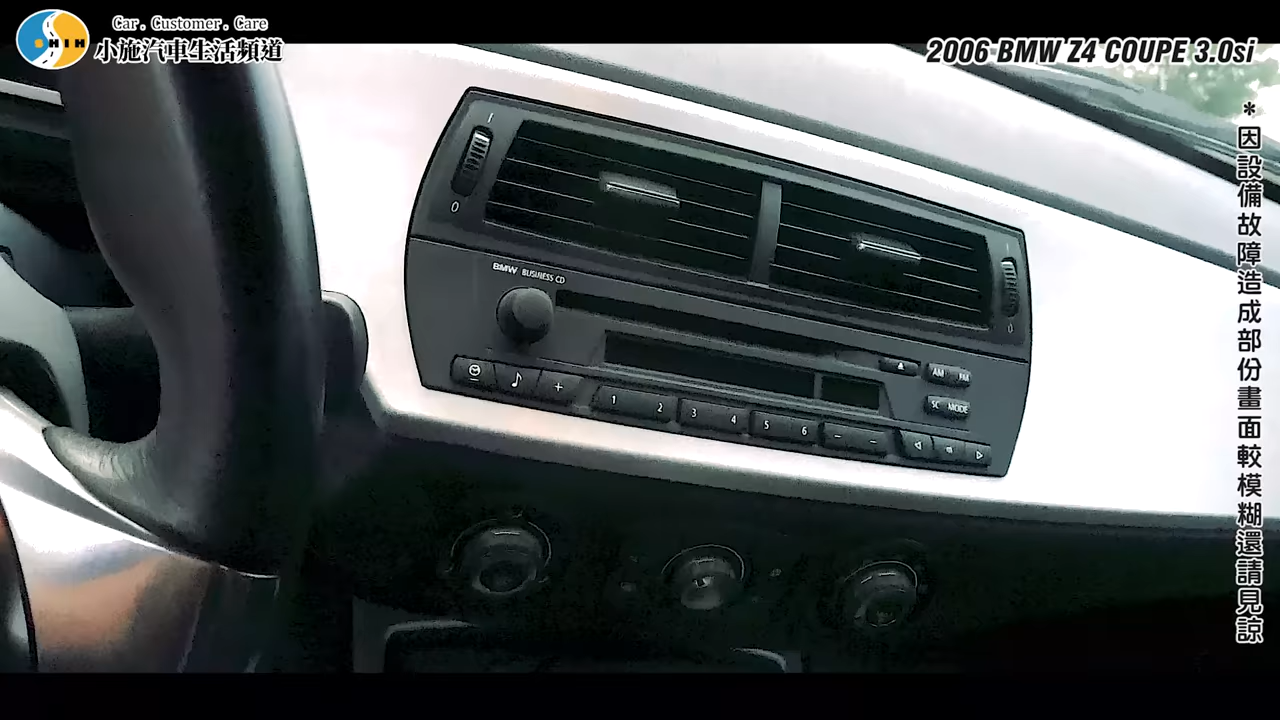 Car. Customer. Care
SHIH
小施汽車生活頻道
2006 BMW Z4 COUPE 3.0si
*因設備故障造成部份畫面較模糊還請見諒
BMW BUSINESS CD
AM FM
SC MODE
1 2 3 4 5 6